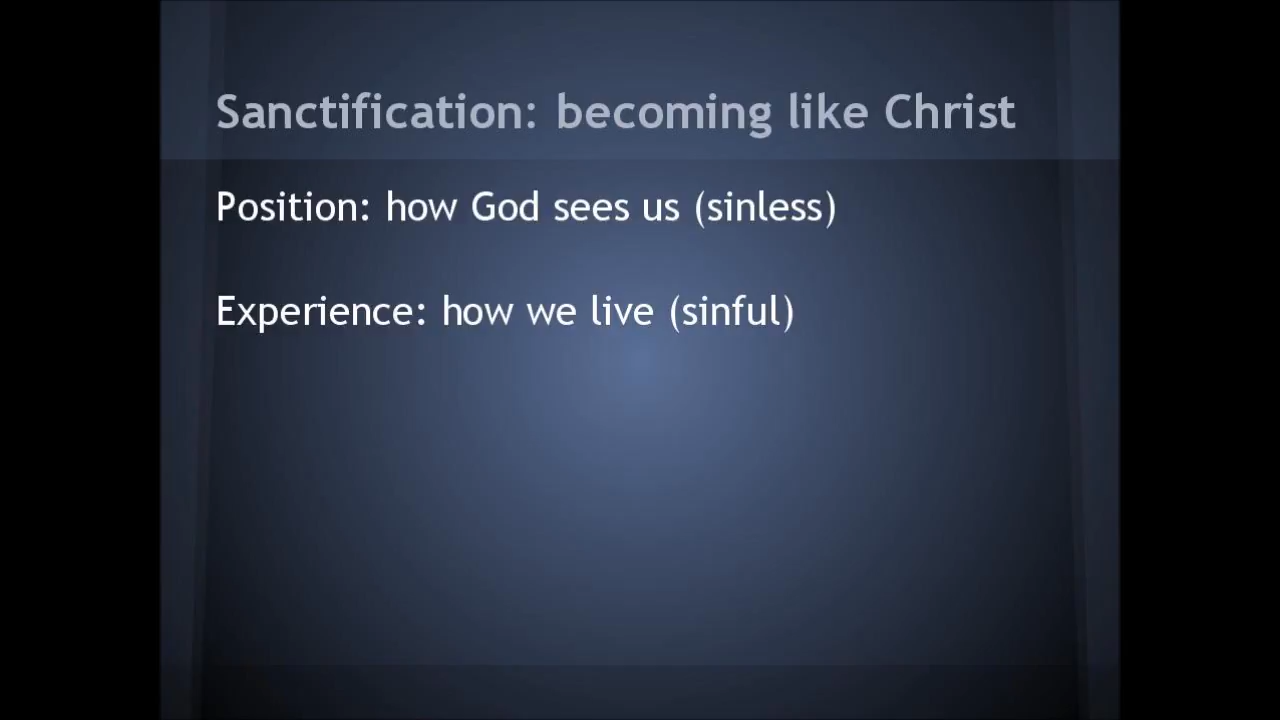 Sanctification: becoming like Christ
Position: how God sees us (sinless)
Experience: how we live (sinful)